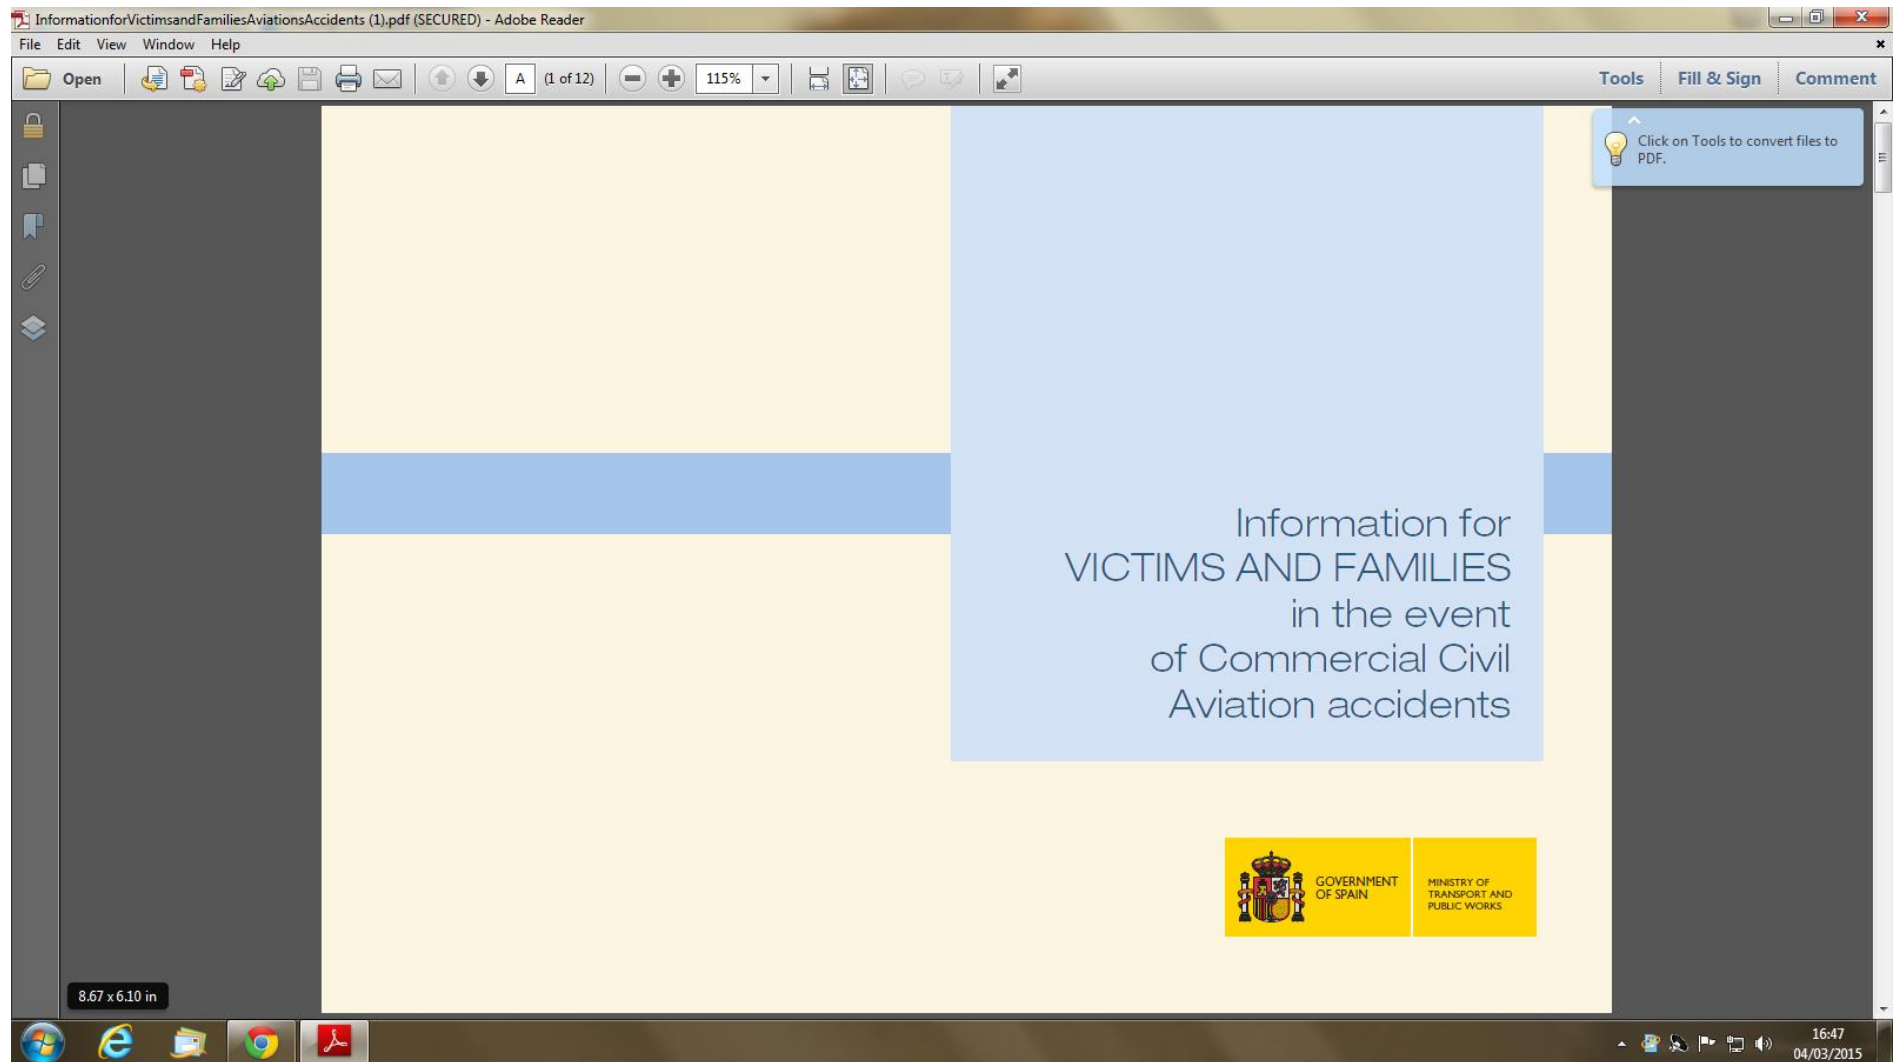 InformationforVictimsandFamiliesAviationsAccidents (1).pdf (SECURED) - Adobe Reader
File Edit View Window Help
Open A (1 of 12) 115% Tools Fill & Sign Comment
Click on Tools to convert files to
PDF.
Information for
VICTIMS AND FAMILIES
in the event
of Commercial Civil
Aviation accidents
GOVERNMENT
OF SPAIN
MINISTRY OF
TRANSPORT AND
PUBLIC WORKS
8.67 x 6.10 in
16:47
04/03/2015